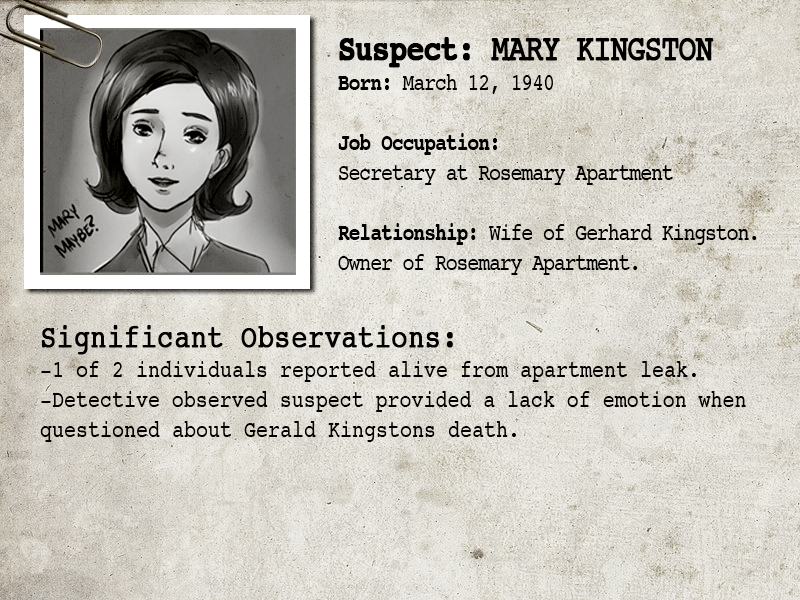 Suspect: MARY KINGSTON
Born: March 12, 1940
Job Occupation:
Secretary at Rosemary Apartment
Relationship: Wife of Gerhard Kingston.
Owner of Rosemary Apartment.
MARY
MAYBE?
Significant Observations:
-1 of 2 individuals reported alive from apartment leak.
-Detective observed suspect provided a lack of emotion when
questioned about Gerald Kingstons death.